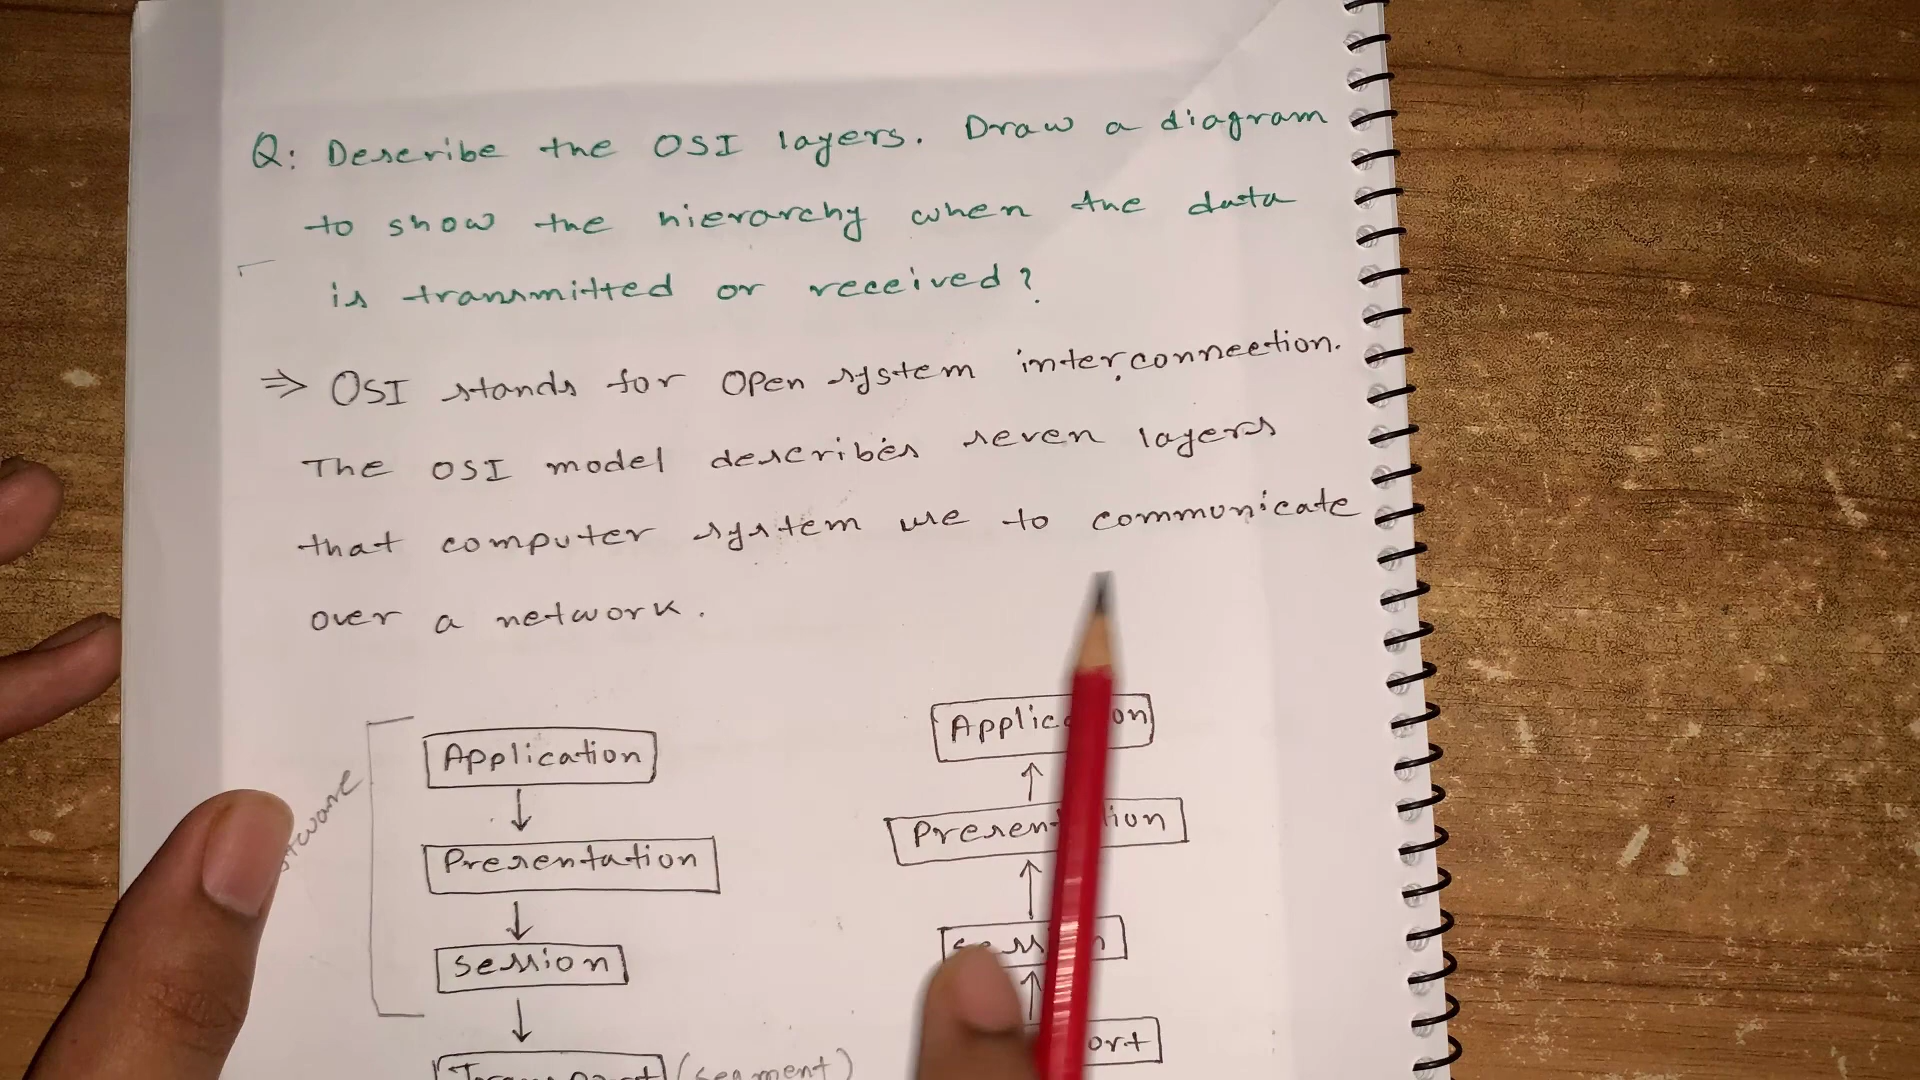 Q: Describe the OSI layers. Draw a diagram
to show the hierarchy when the data
is transmitted or received?
⇒ OSI stands for Open system interconnection.
The OSI model describes seven layers
that computer system use to communicate
over a network.
Application
Presentation
Session
Transport (segment)